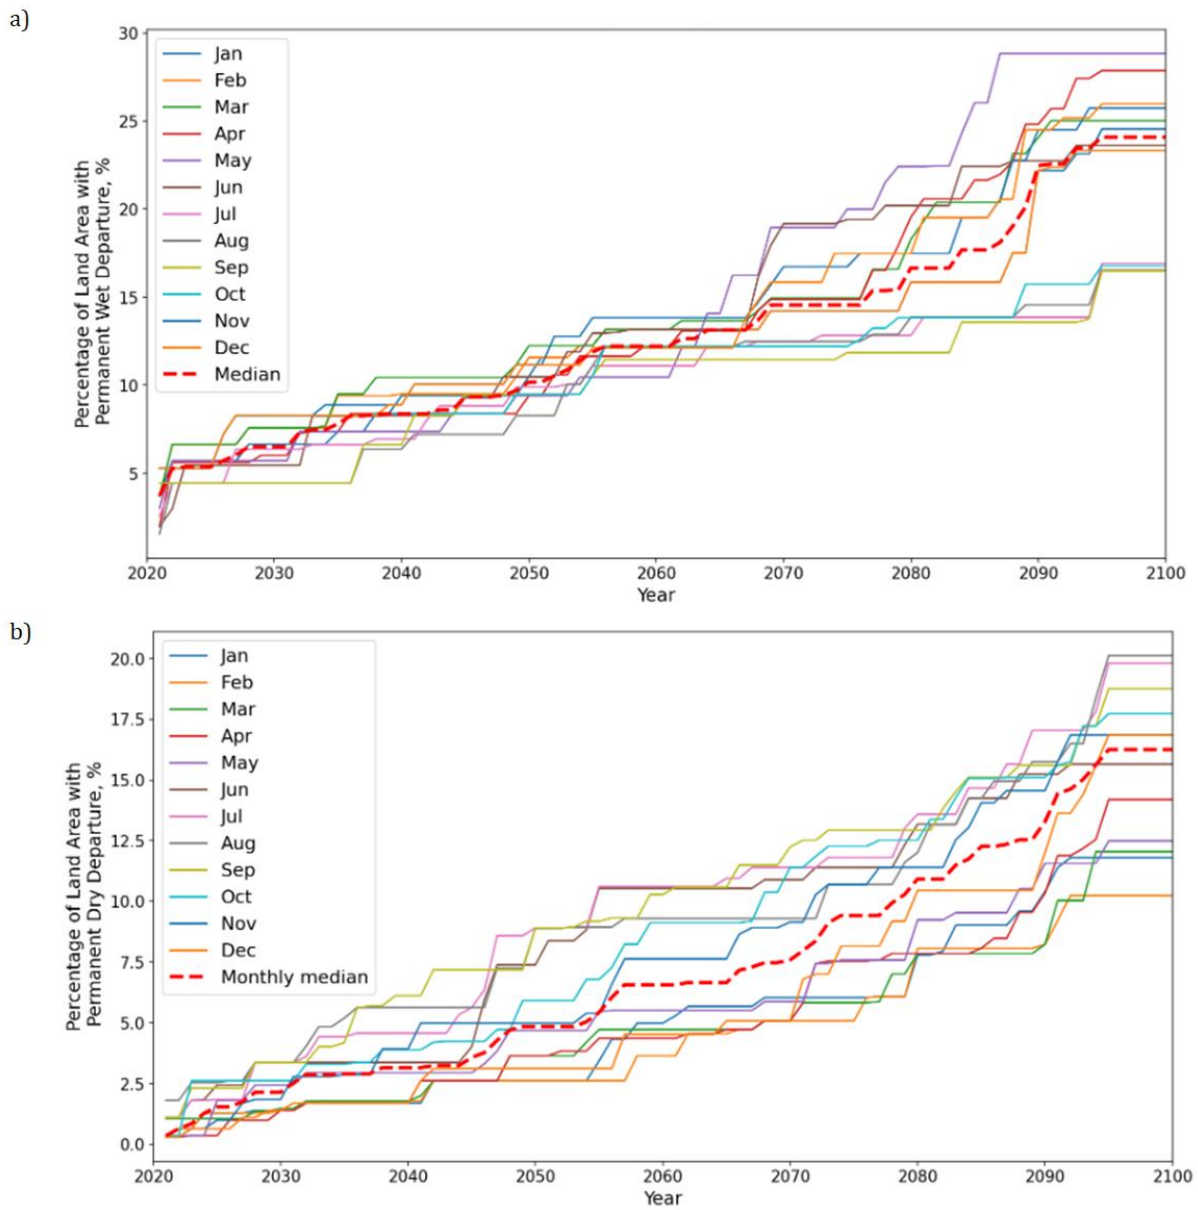 a)
30
25
20
15
10
5
Percentage of Land Area with
Permanent Wet Departure, %
Jan
Feb
Mar
Apr
May
Jun
Jul
Aug
Sep
Oct
Nov
Dec
Median
2020 2030 2040 2050 2060 2070 2080 2090 2100
Year
b)
20.0
17.5
15.0
12.5
10.0
7.5
5.0
2.5
0.0
Percentage of Land Area with
Permanent Dry Departure, %
Jan
Feb
Mar
Apr
May
Jun
Jul
Aug
Sep
Oct
Nov
Dec
Monthly median
2020 2030 2040 2050 2060 2070 2080 2090 2100
Year